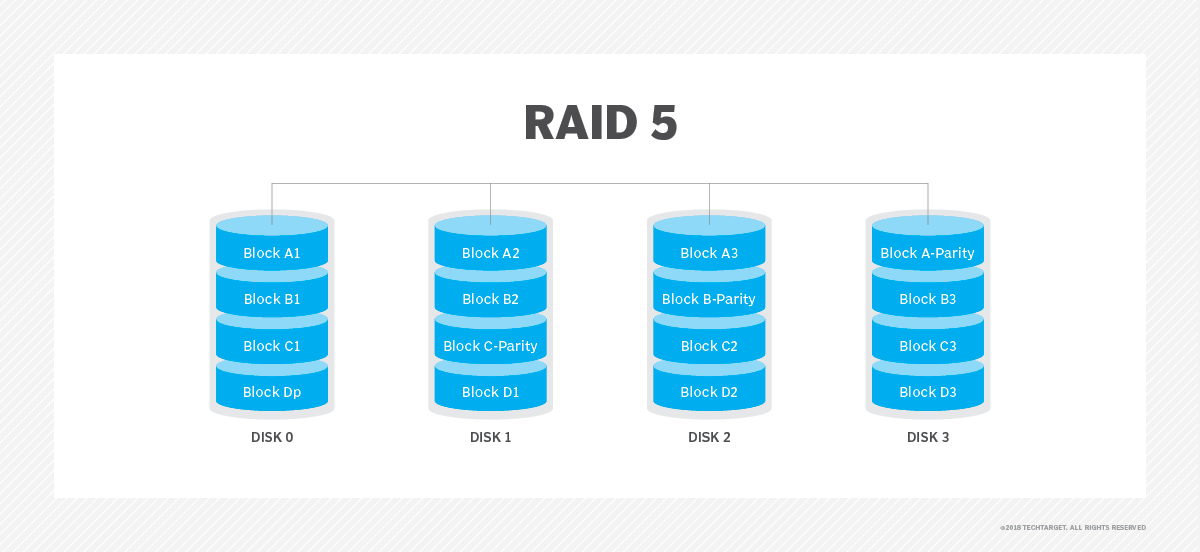 RAID 5
Block A1 Block A2 Block A3 Block A-Parity
Block B1 Block B2 Block B-Parity Block B3
Block C1 Block C-Parity Block C2 Block C3
Block Dp Block D1 Block D2 Block D3
DISK 0 DISK 1 DISK 2 DISK 3
©2018 TECHTARGET. ALL RIGHTS RESERVED